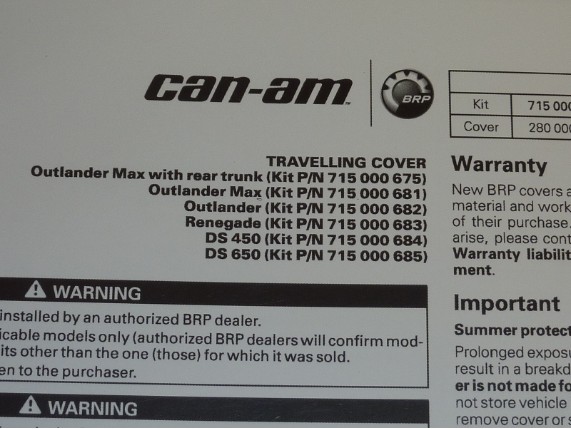 can-am
BRP
Kit 715 000
Cover 280 000
TRAVELLING COVER
Outlander Max with rear trunk (Kit P/N 715 000 675)
Outlander Max (Kit P/N 715 000 681)
Outlander (Kit P/N 715 000 682)
Renegade (Kit P/N 715 000 683)
DS 450 (Kit P/N 715 000 684)
DS 650 (Kit P/N 715 000 685)
WARNING
installed by an authorized BRP dealer.
icable models only (authorized BRP dealers will confirm mod-
its other than the one (those) for which it was sold.
en to the purchaser.
WARNING
Warranty
New BRP covers a
material and work
of their purchase.
arise, please cont
Warranty liabilit
ment.
Important
Summer protect
Prolonged exposu
result in a breakd
er is not made fo
not store vehicle
remove cover or s